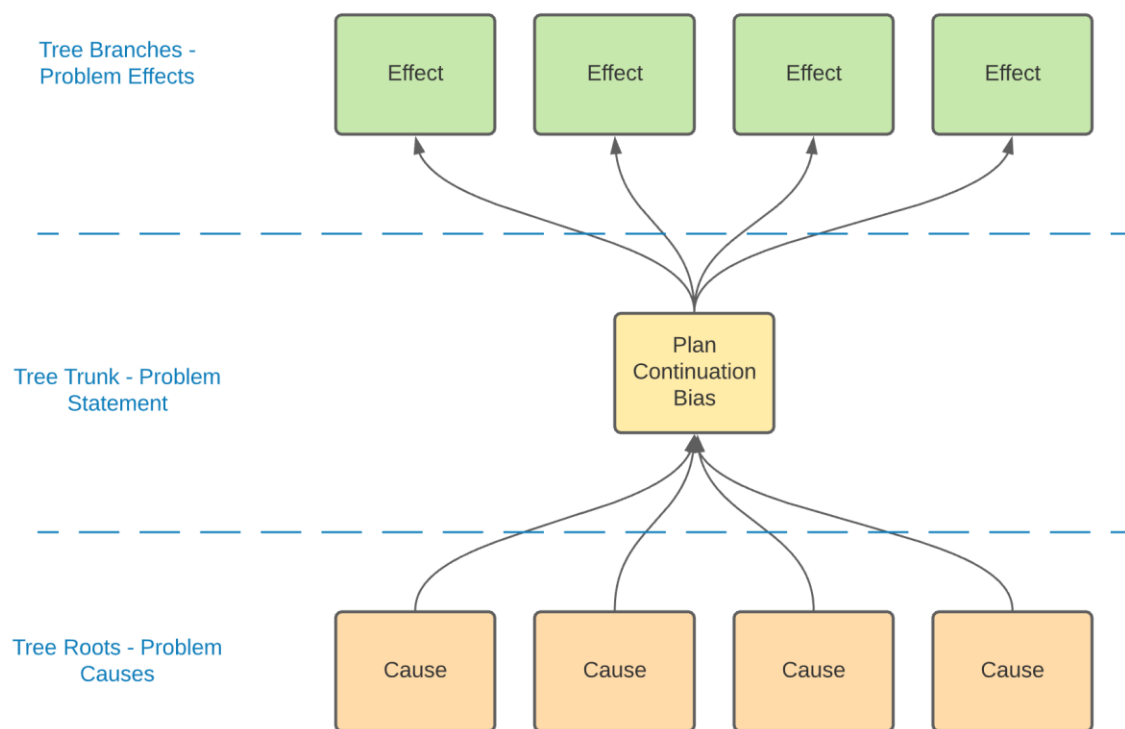 Tree Branches -
Problem Effects
Effect
Effect
Effect
Effect
Tree Trunk - Problem
Statement
Plan
Continuation
Bias
Tree Roots - Problem
Causes
Cause
Cause
Cause
Cause